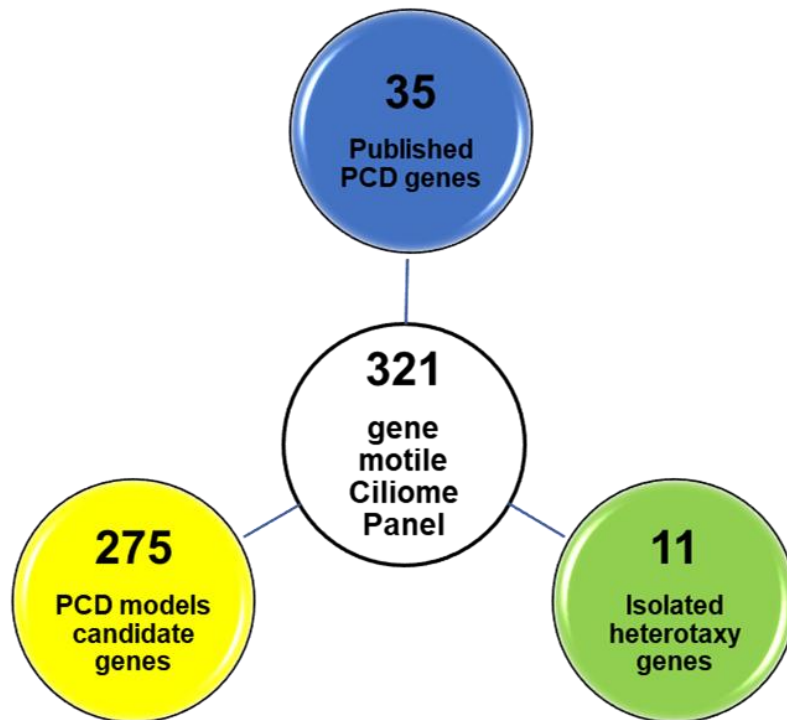 35
Published
PCD genes
321
gene
motile
Ciliome
Panel
275
PCD models
candidate
genes
11
Isolated
heterotaxy
genes